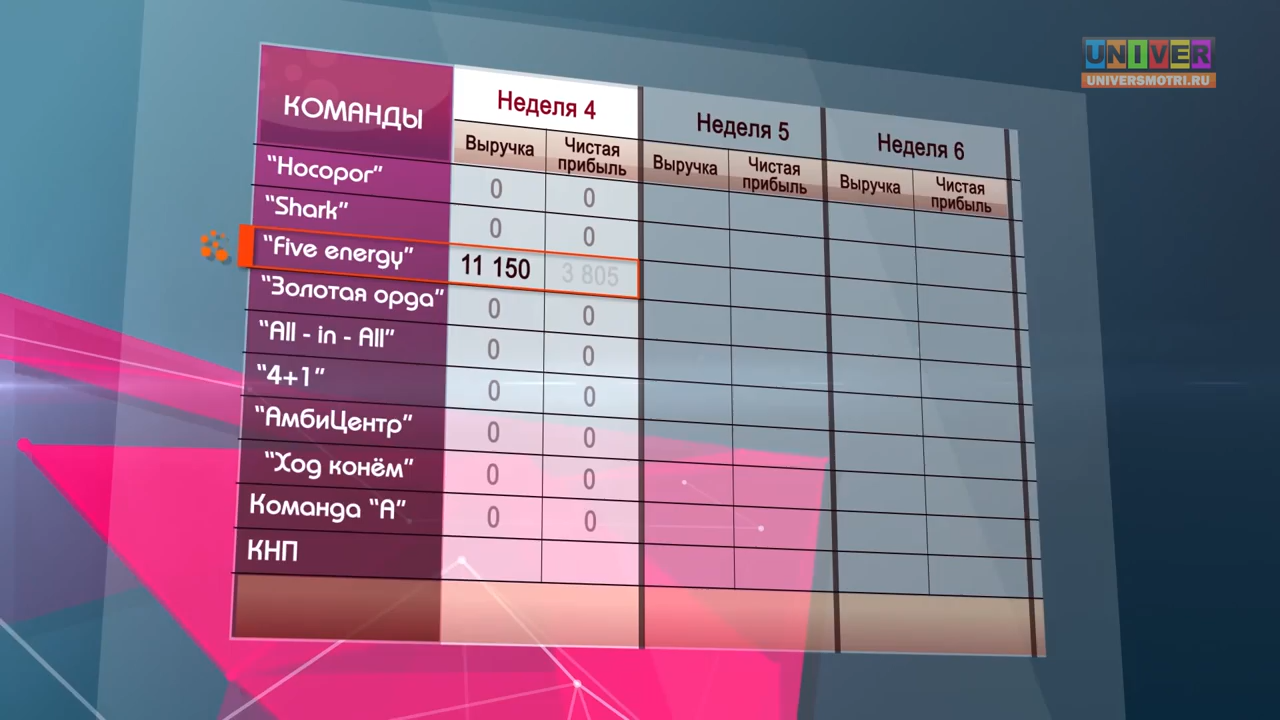 UNIVER
UNIVERSMOTRI.RU
КОМАНДЫ
Неделя 4
Неделя 5
Неделя 6
Выручка
Чистая
прибыль
Выручка
Чистая
прибыль
Выручка
Чистая
прибыль
“Носорог” 0 0
“Shark” 0 0
“Five energy” 11 150 3 805
“Золотая орда” 0 0
“All - in - All” 0 0
“4+1” 0 0
“АмбиЦентр” 0 0
“Ход конём” 0 0
Команда “А” 0 0
КНП